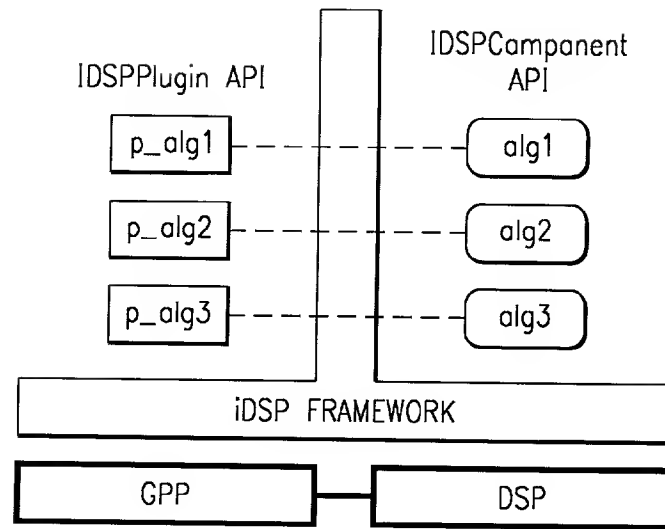 IDSPPlugin API
IDSPCampanent
API
p_alg1
alg1
p_alg2
alg2
p_alg3
alg3
iDSP FRAMEWORK
GPP
DSP